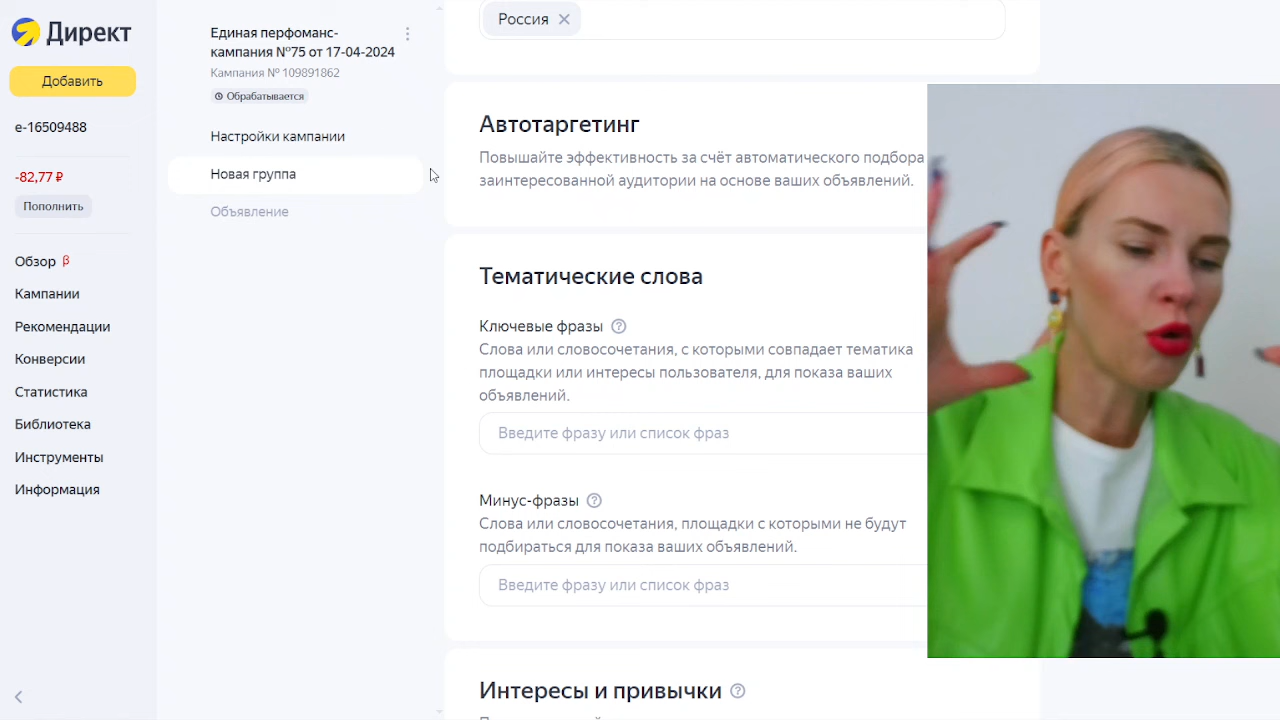 Директ
Добавить
e-16509488
-82,77 ₽
Пополнить
Обзор β
Кампании
Рекомендации
Конверсии
Статистика
Библиотека
Инструменты
Информация
Единая перфоманс-
кампания №75 от 17-04-2024
Кампания № 109891862
Обрабатывается
Настройки кампании
Новая группа
Объявление
Россия
Автотаргетинг
Повышайте эффективность за счёт автоматического подбора
заинтересованной аудитории на основе ваших объявлений.
Тематические слова
Ключевые фразы
Слова или словосочетания, с которыми совпадает тематика
площадки или интересы пользователя, для показа ваших
объявлений.
Введите фразу или список фраз
Минус-фразы
Слова или словосочетания, площадки с которыми не будут
подбираться для показа ваших объявлений.
Введите фразу или список фраз
Интересы и привычки